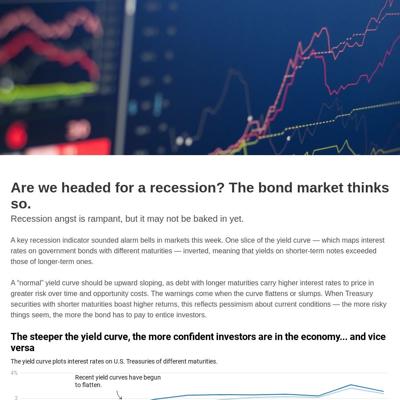 Are we headed for a recession? The bond market thinks
so.
Recession angst is rampant, but it may not be baked in yet.
A key recession indicator sounded alarm bells in markets this week. One slice of the yield curve — which maps interest
rates on government bonds with different maturities — inverted, meaning that yields on shorter-term notes exceeded
those of longer-term ones.
A “normal” yield curve should be upward sloping, as debt with longer maturities carry higher interest rates to price in
greater risk over time and opportunity costs. The warnings come when the curve flattens or slumps. When Treasury
securities with shorter maturities boast higher returns, this reflects pessimism about current conditions — the more risky
things seem, the more the bond has to pay to entice investors.
The steeper the yield curve, the more confident investors are in the economy... and vice
versa
The yield curve plots interest rates on U.S. Treasuries of different maturities.
4%
Recent yield curves have begun
to flatten.
3